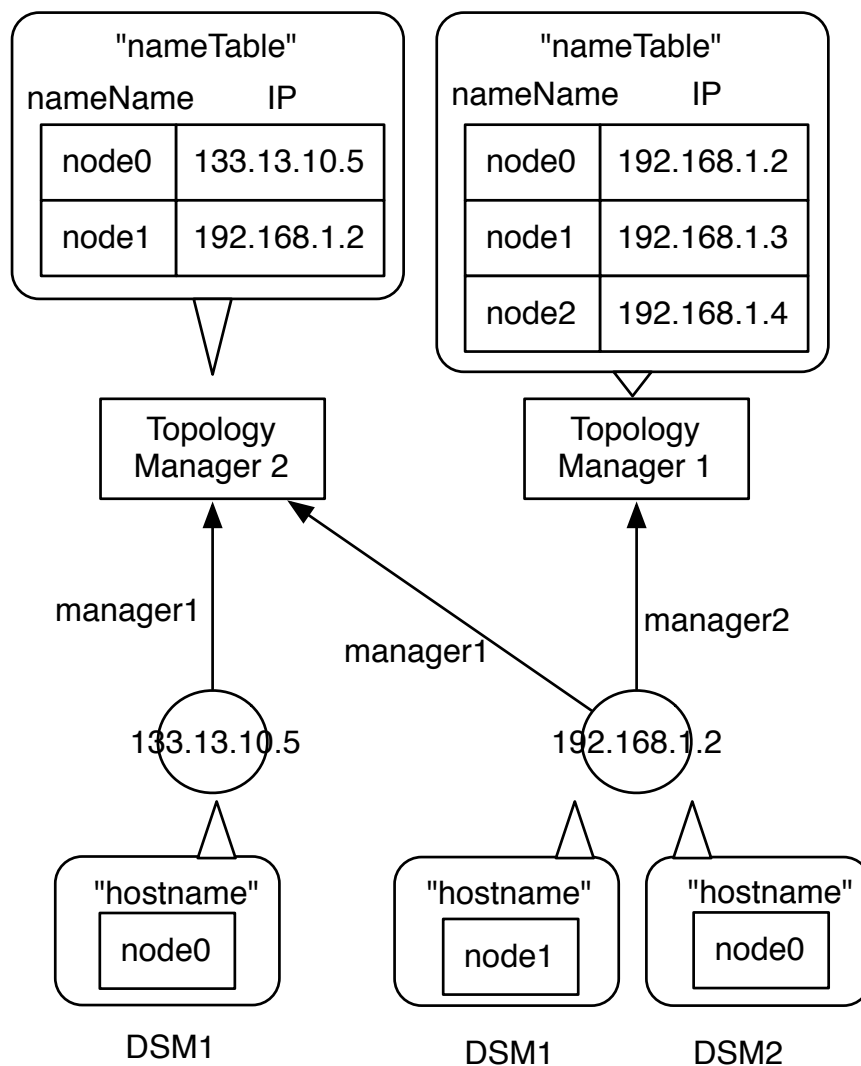 "nameTable"
nameName IP
node0 133.13.10.5
node1 192.168.1.2
"nameTable"
nameName IP
node0 192.168.1.2
node1 192.168.1.3
node2 192.168.1.4
Topology
Manager 2
Topology
Manager 1
manager1
manager1
manager2
133.13.10.5
192.168.1.2
"hostname"
node0
DSM1
"hostname"
node1
DSM1
"hostname"
node0
DSM2